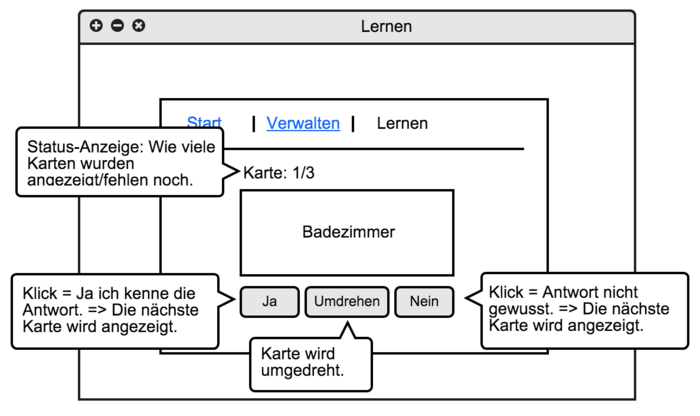 Lernen
Start | Verwalten | Lernen
Status-Anzeige: Wie viele
Karten wurden
angezeigt/fehlen noch.
Karte: 1/3
Badezimmer
Klick = Ja ich kenne die
Antwort. => Die nächste
Karte wird angezeigt.
Ja
Umdrehen
Nein
Klick = Antwort nicht
gewusst. => Die nächste
Karte wird angezeigt.
Karte wird
umgedreht.